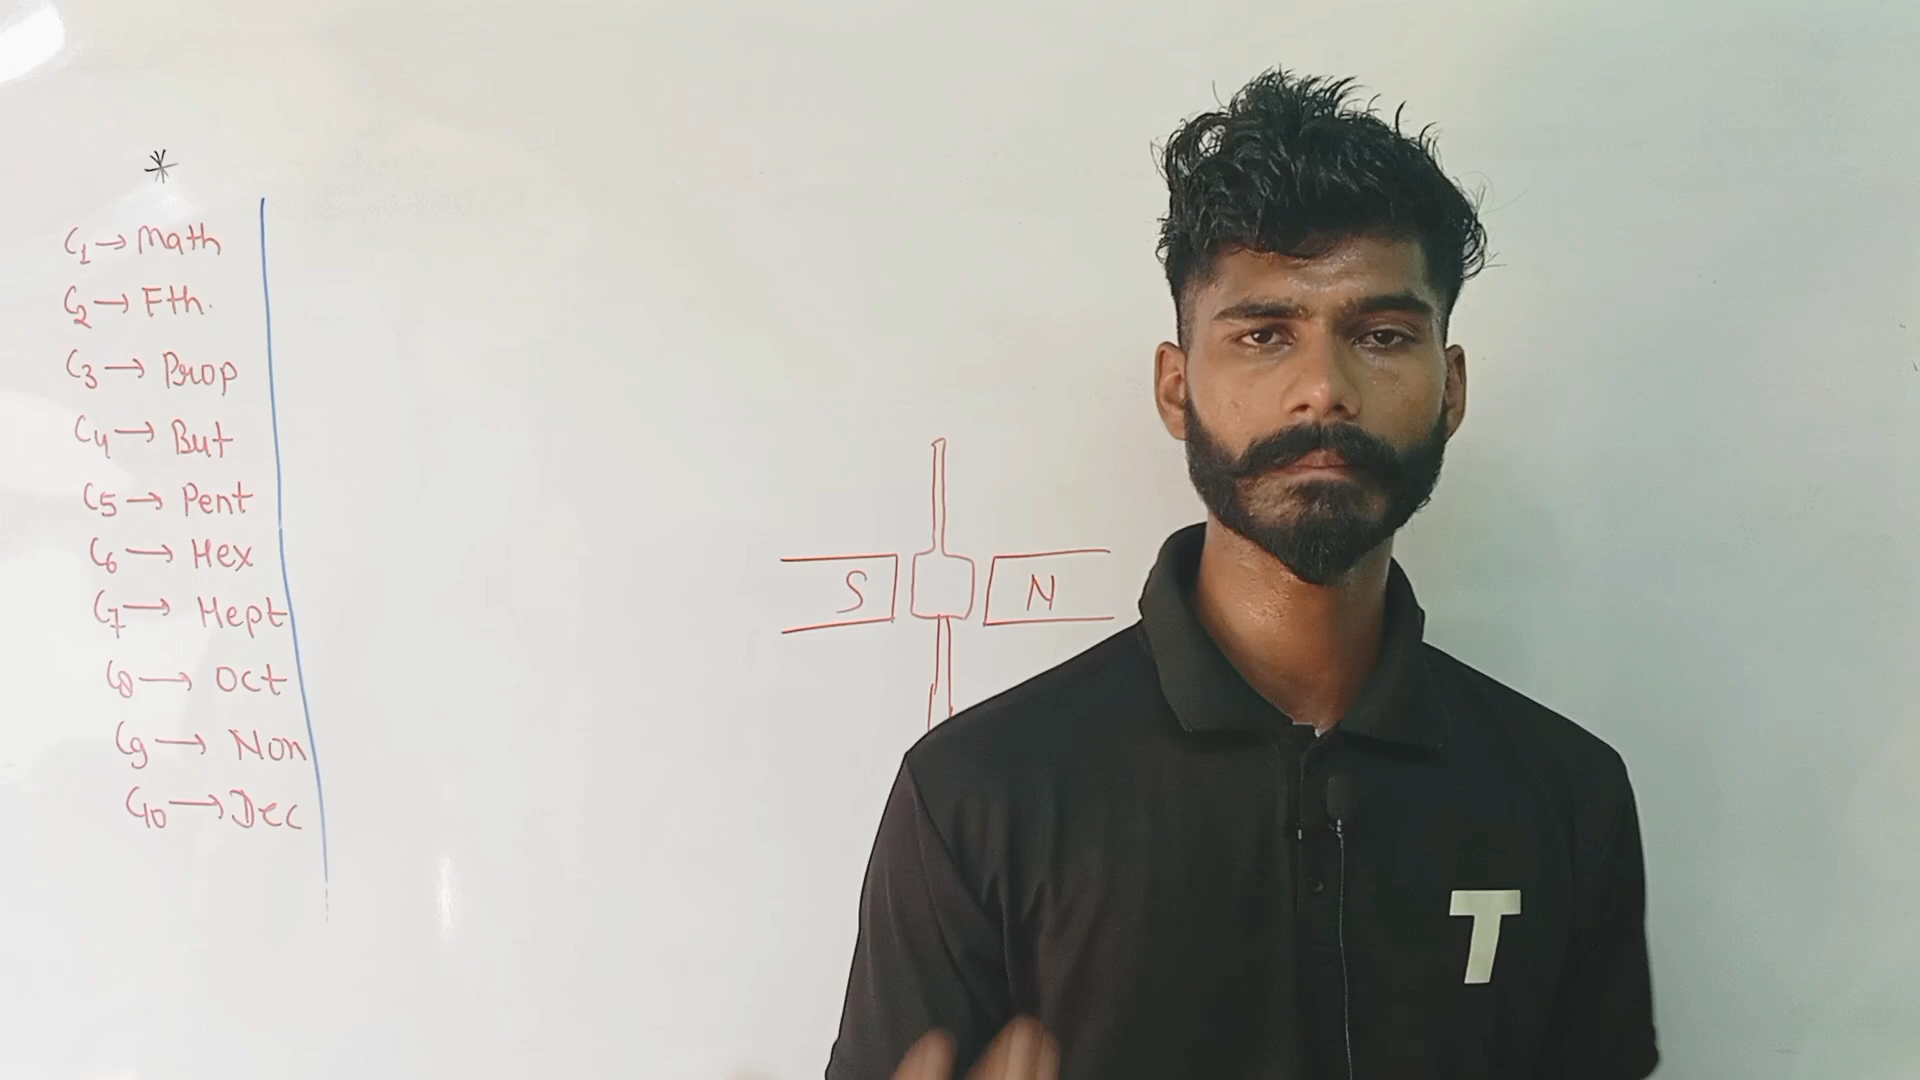 *
C1 → Math
C2 → Eth.
C3 → Prop
C4 → But
C5 → Pent
C6 → Hex
C7 → Hept
C8 → Oct
C9 → Non
C10 → Dec
S N
T